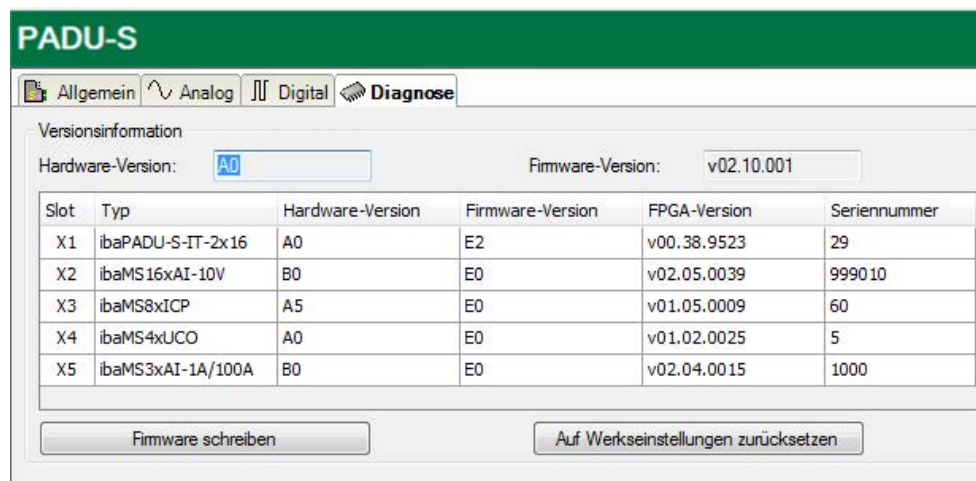 PADU-S
Allgemein Analog Digital Diagnose
Versionsinformation
Hardware-Version: A0 Firmware-Version: v02.10.001
Slot Typ Hardware-Version Firmware-Version FPGA-Version Seriennummer
X1 ibaPADU-S-IT-2x16 A0 E2 v00.38.9523 29
X2 ibaMS16xAI-10V B0 E0 v02.05.0039 999010
X3 ibaMS8xICP A5 E0 v01.05.0009 60
X4 ibaMS4xUCO A0 E0 v01.02.0025 5
X5 ibaMS3xAI-1A/100A B0 E0 v02.04.0015 1000
Firmware schreiben Auf Werkseinstellungen zurücksetzen